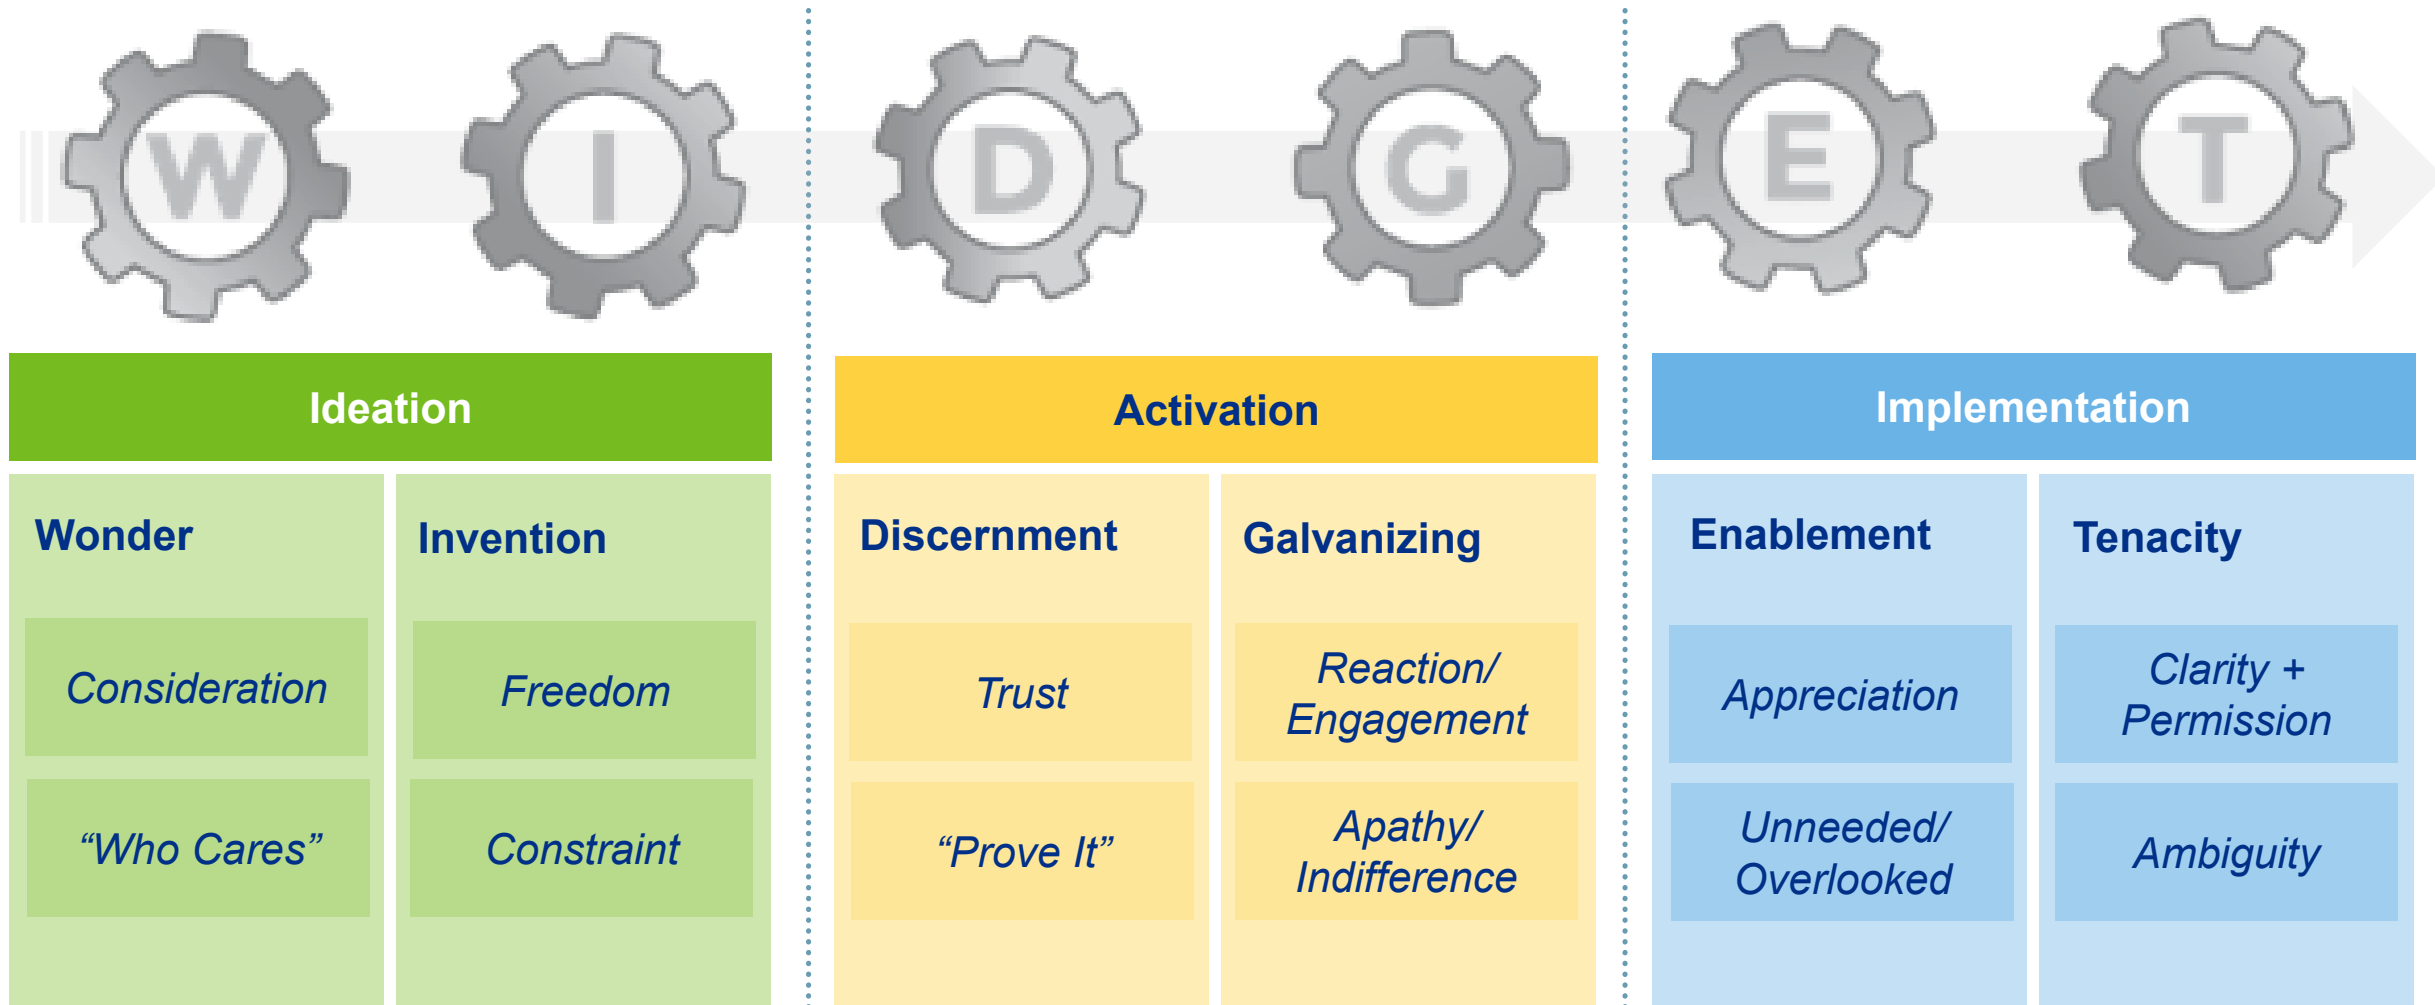 W I D G E T
Ideation
Activation
Implementation
Wonder
Invention
Discernment
Galvanizing
Enablement
Tenacity
Consideration
Freedom
Trust
Reaction/
Engagement
Appreciation
Clarity +
Permission
“Who Cares”
Constraint
“Prove It”
Apathy/
Indifference
Unneeded/
Overlooked
Ambiguity